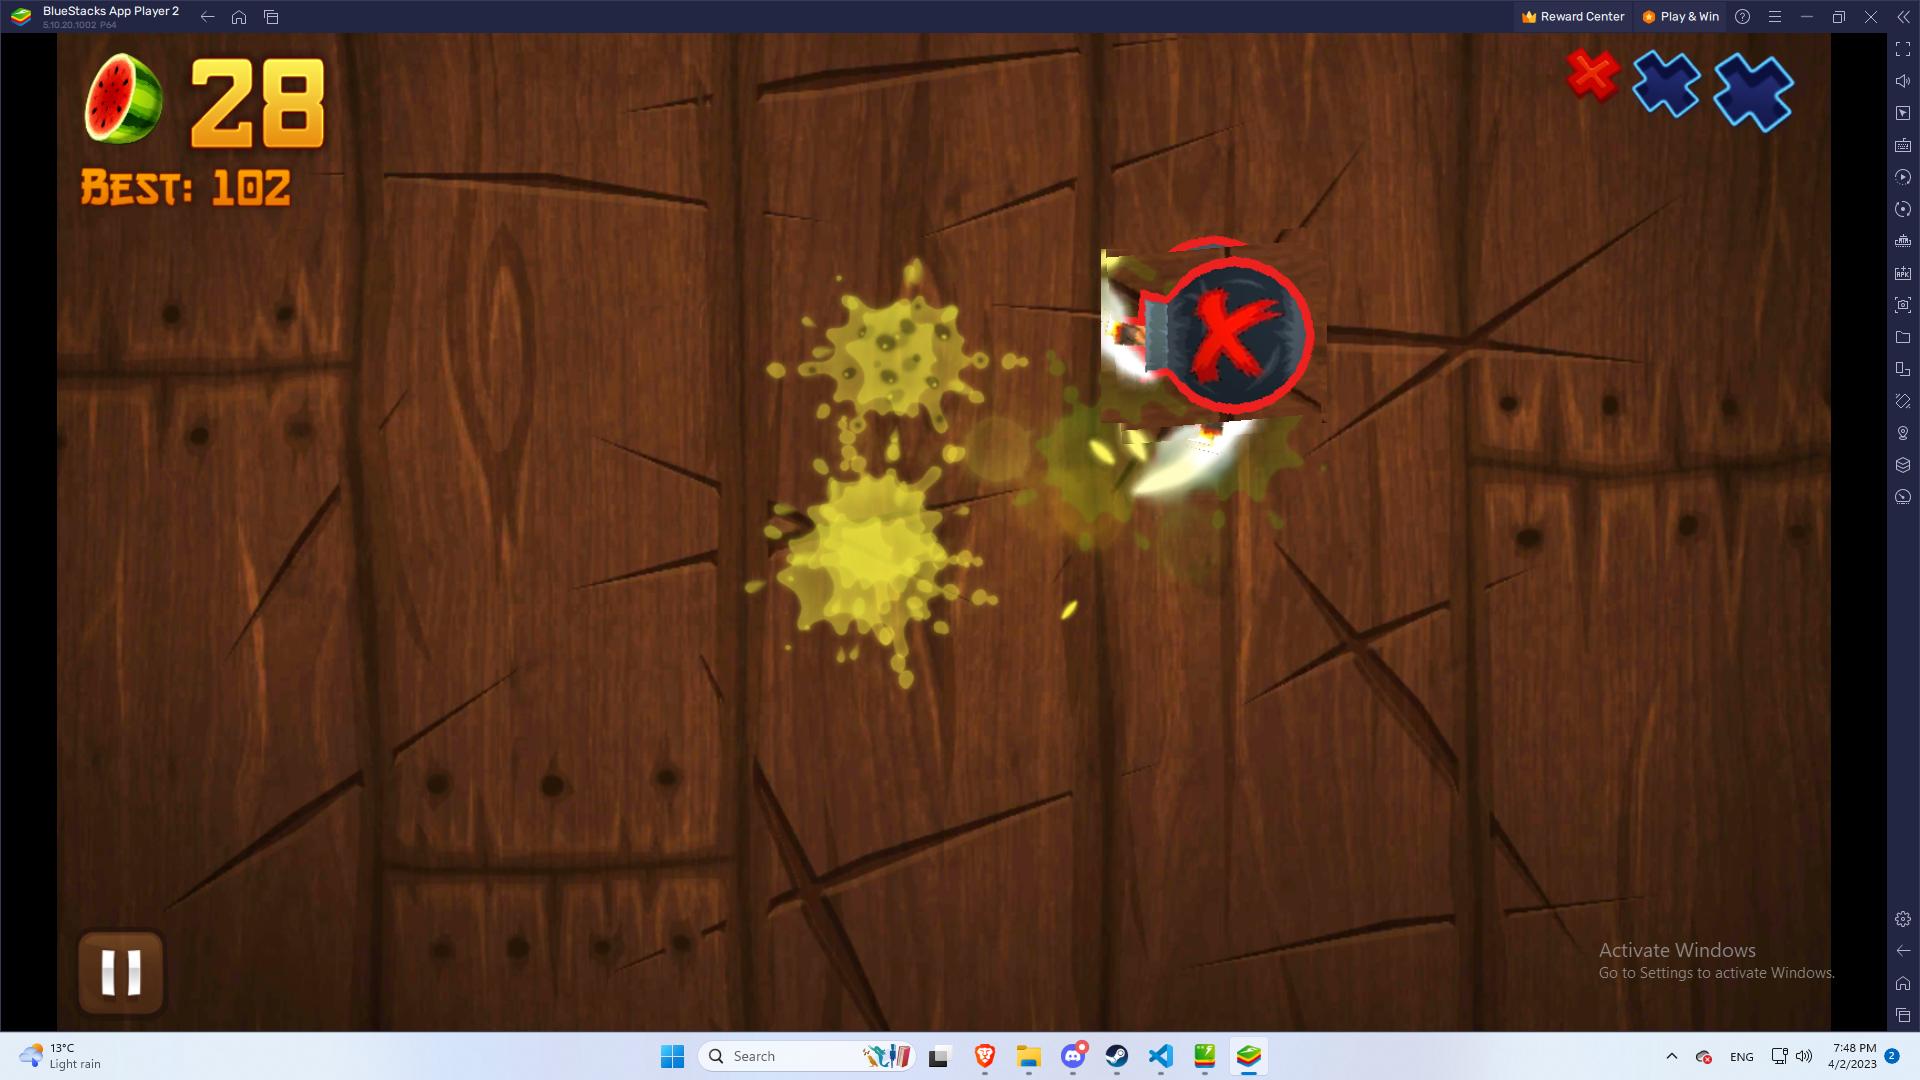 BlueStacks App Player 2
5.10.20.1002 P64
Reward Center
Play & Win
28
BEST: 102
APK
Activate Windows
Go to Settings to activate Windows.
13°C
Light rain
Search
ENG
7:48 PM
4/2/2023
2